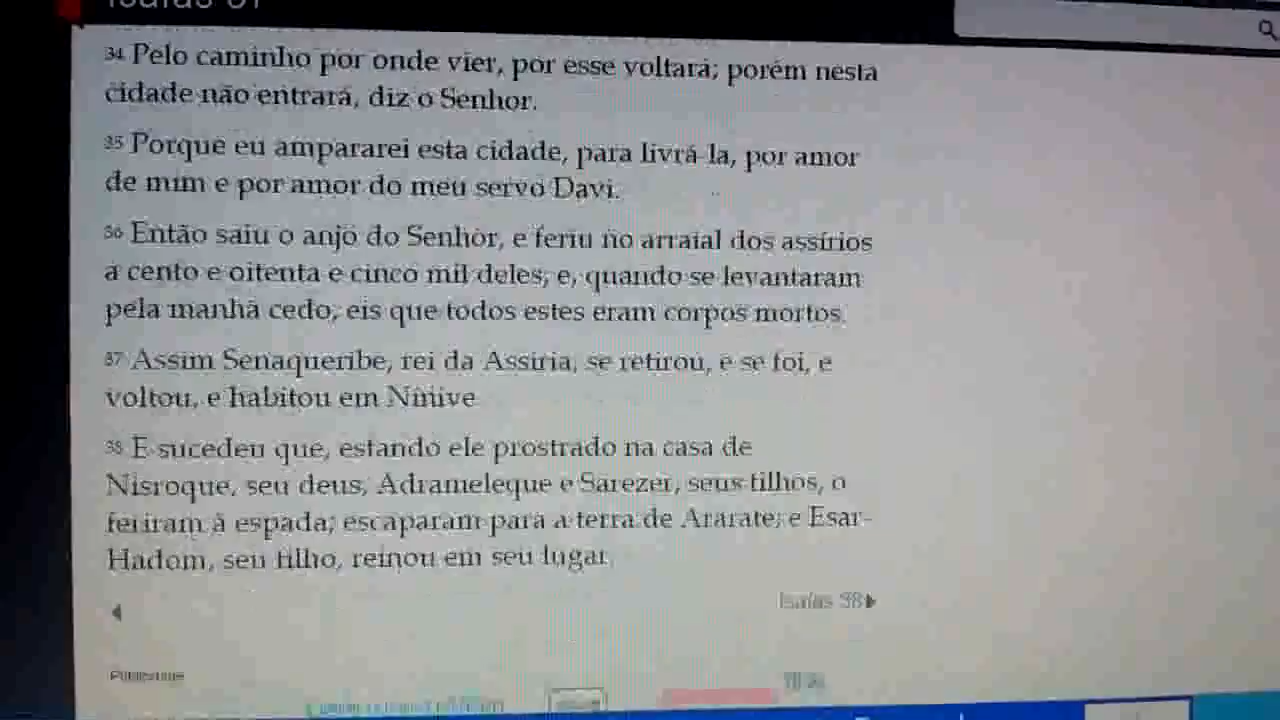 Isaías 37
34 Pelo caminho por onde vier, por esse voltará; porém nesta
cidade não entrará, diz o Senhor.
35 Porque eu ampararei esta cidade, para livrá-la, por amor
de mim e por amor do meu servo Davi.
36 Então saiu o anjo do Senhor, e feriu no arraial dos assírios
a cento e oitenta e cinco mil deles; e, quando se levantaram
pela manhã cedo, eis que todos estes eram corpos mortos.
37 Assim Senaqueribe, rei da Assíria, se retirou, e se foi, e
voltou, e habitou em Nínive.
38 E sucedeu que, estando ele prostrado na casa de
Nisroque, seu deus, Adrameleque e Sarezer, seus filhos, o
feriram à espada; escaparam para a terra de Ararate; e Esar-
Hadom, seu filho, reinou em seu lugar.
Isaías 38
Publicidade